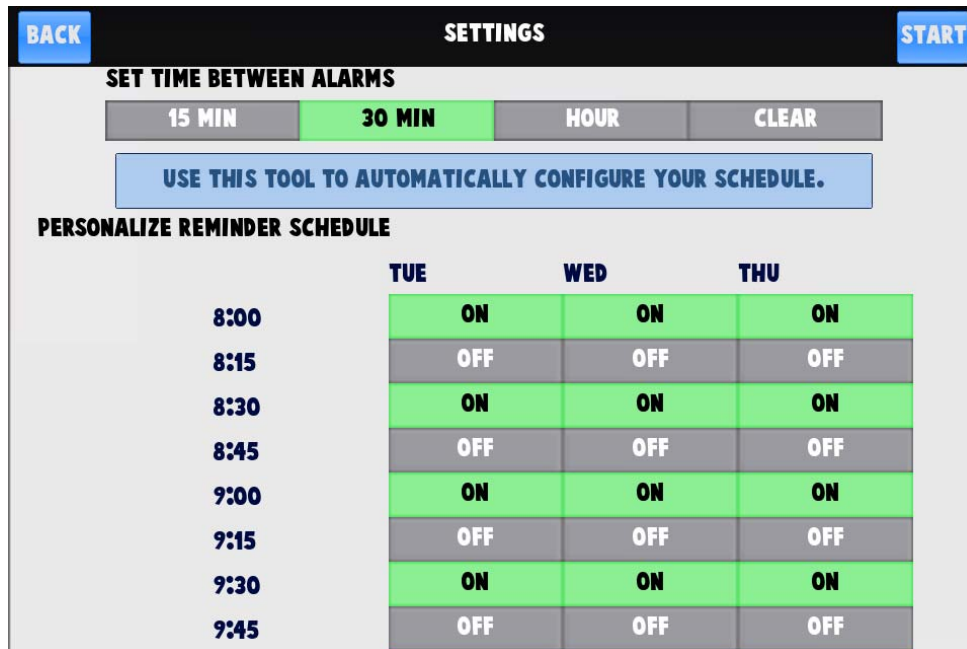 BACK SETTINGS START
SET TIME BETWEEN ALARMS
15 MIN 30 MIN HOUR CLEAR
USE THIS TOOL TO AUTOMATICALLY CONFIGURE YOUR SCHEDULE.
PERSONALIZE REMINDER SCHEDULE
TUE WED THU
8:00 ON ON ON
8:15 OFF OFF OFF
8:30 ON ON ON
8:45 OFF OFF OFF
9:00 ON ON ON
9:15 OFF OFF OFF
9:30 ON ON ON
9:45 OFF OFF OFF